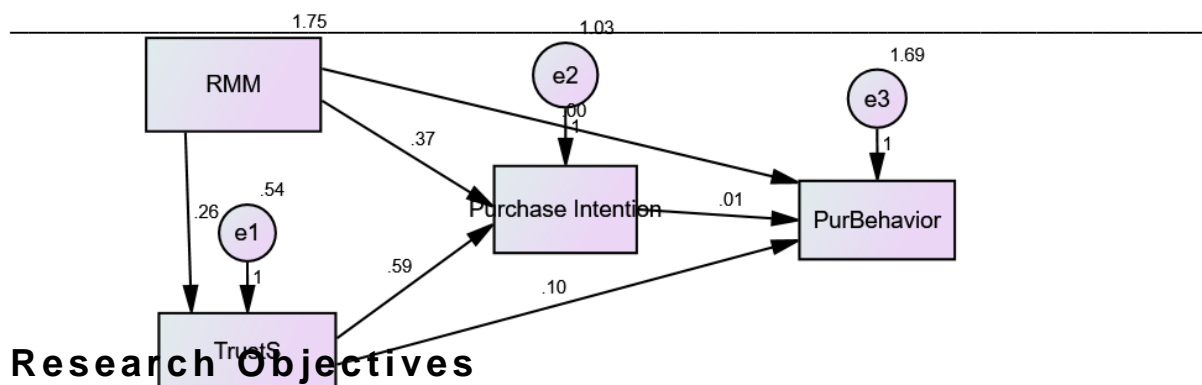 1.75
1.03
RMM
e2
1.69
e3
.00
1
.37
1
.54
.26
e1
Purchase Intention
.01
PurBehavior
1
.59
.10
TrustS
Research Objectives